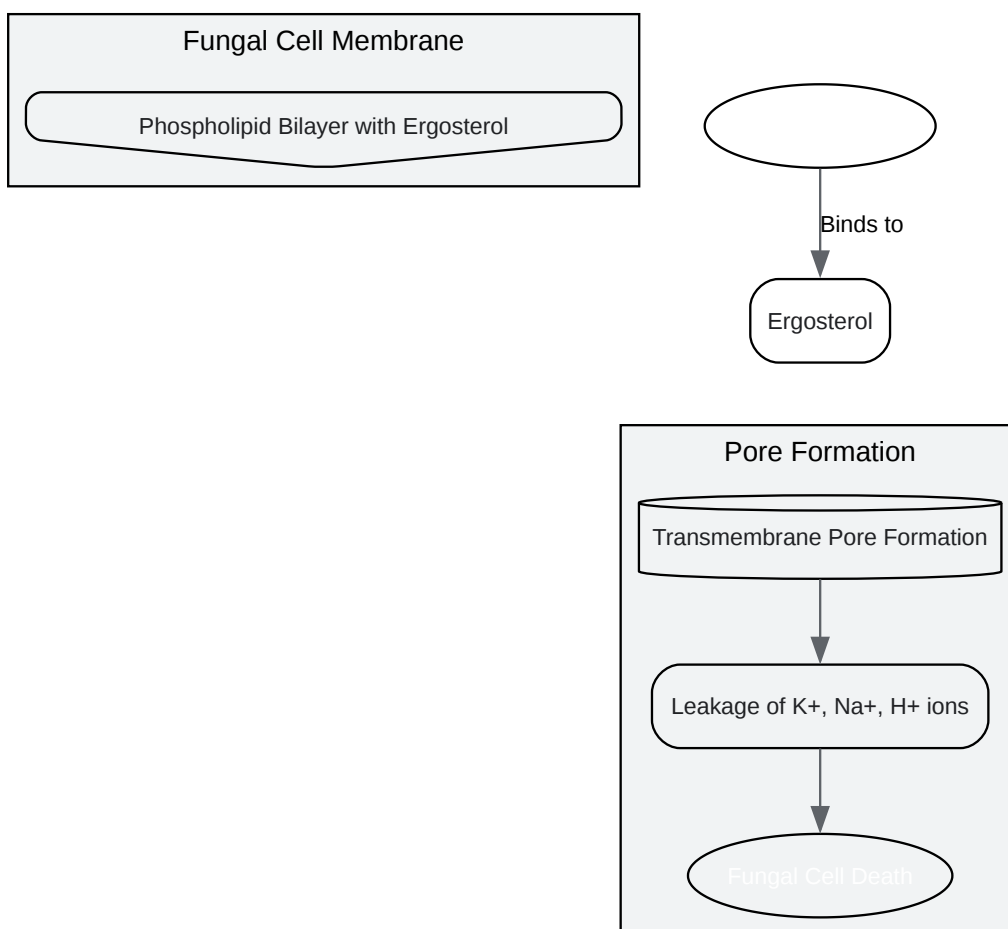 Fungal Cell Membrane
Phospholipid Bilayer with Ergosterol
Binds to
Ergosterol
Pore Formation
Transmembrane Pore Formation
Leakage of K+, Na+, H+ ions
Fungal Cell Death